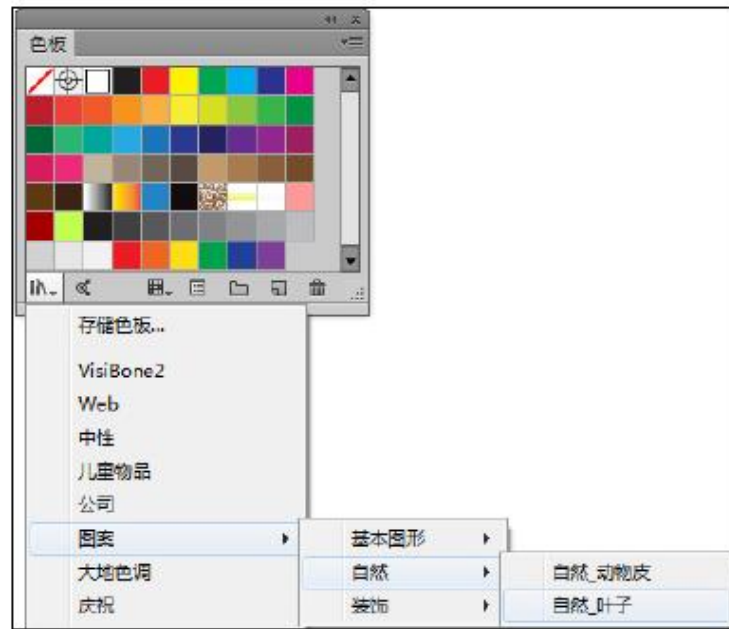 色板
存储色板...
VisiBone2
Web
中性
儿童物品
公司
图案
大地色调
庆祝
基本图形
自然
装饰
自然_动物皮
自然_叶子